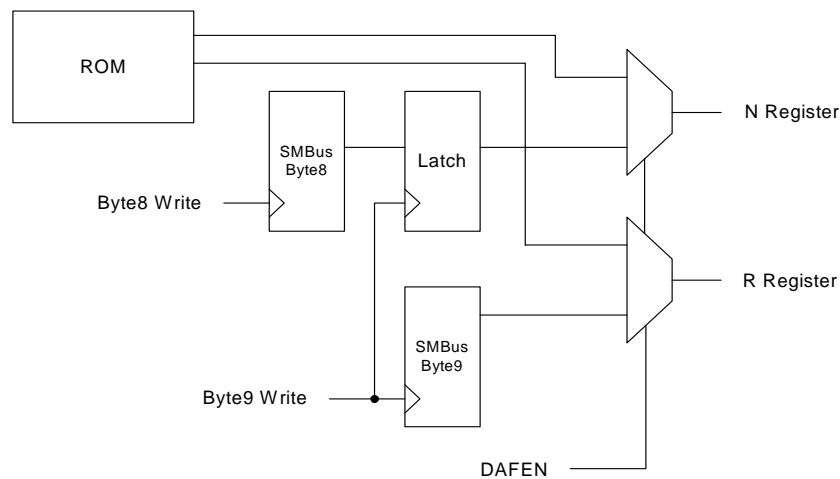 ROM
N Register
SMBus
Byte8
Latch
Byte8 Write
R Register
SMBus
Byte9
Byte9 Write
DAFEN